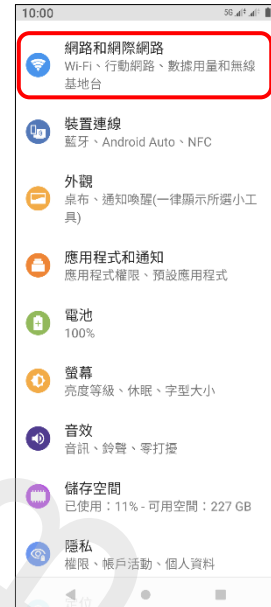 10:00 5G
網路和網際網路
Wi-Fi、行動網路、數據用量和無線
基地台
裝置連線
藍牙、Android Auto、NFC
外觀
桌布、通知喚醒(一律顯示所選小工
具)
應用程式和通知
應用程式權限、預設應用程式
電池
100%
螢幕
亮度等級、休眠、字型大小
音效
音訊、鈴聲、零打擾
儲存空間
已使用：11% - 可用空間：227 GB
隱私
權限、帳戶活動、個人資料
定位